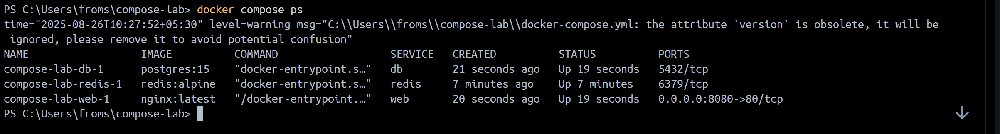 PS C:\Users\froms\compose-lab> docker compose ps
time="2025-08-26T10:27:52+05:30" level=warning msg="C:\\Users\\froms\\compose-lab\\docker-compose.yml: the attribute `version` is obsolete, it will be
 ignored, please remove it to avoid potential confusion"
NAME                  IMAGE          COMMAND                  SERVICE   CREATED          STATUS          PORTS
compose-lab-db-1      postgres:15    "docker-entrypoint.s…"   db        21 seconds ago   Up 19 seconds   5432/tcp
compose-lab-redis-1   redis:alpine   "docker-entrypoint.s…"   redis     7 minutes ago    Up 7 minutes    6379/tcp
compose-lab-web-1     nginx:latest   "/docker-entrypoint.…"   web       20 seconds ago   Up 19 seconds   0.0.0.0:8080->80/tcp
PS C:\Users\froms\compose-lab>